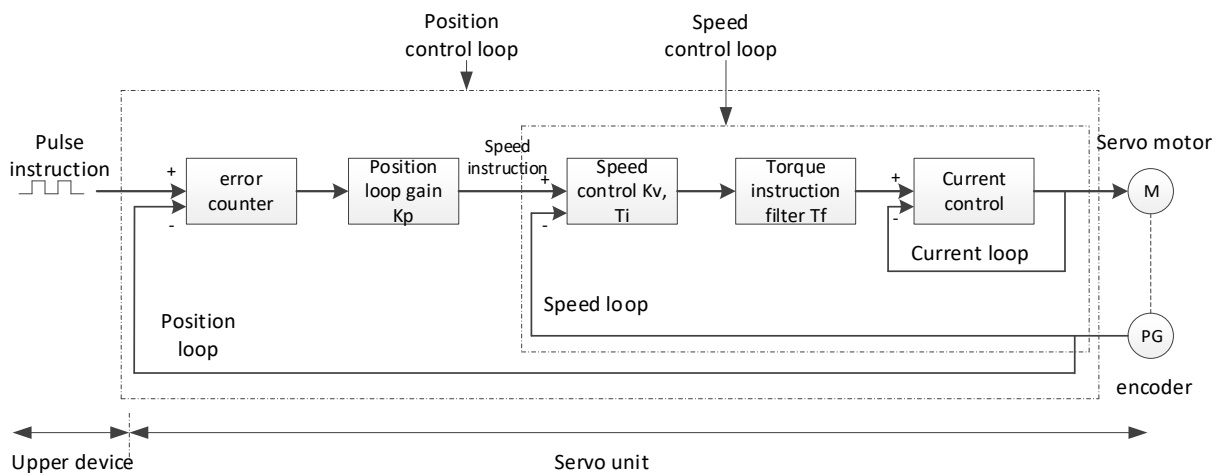 Position
control loop
Speed
control loop
Pulse
instruction
Servo motor
+
-
error
counter
Position
loop gain
Kp
Speed
instruction
+
-
Speed
control Kv,
Ti
Torque
instruction
filter Tf
+
-
Current
control
M
Current loop
Speed loop
Position
loop
PG
encoder
Upper device
Servo unit